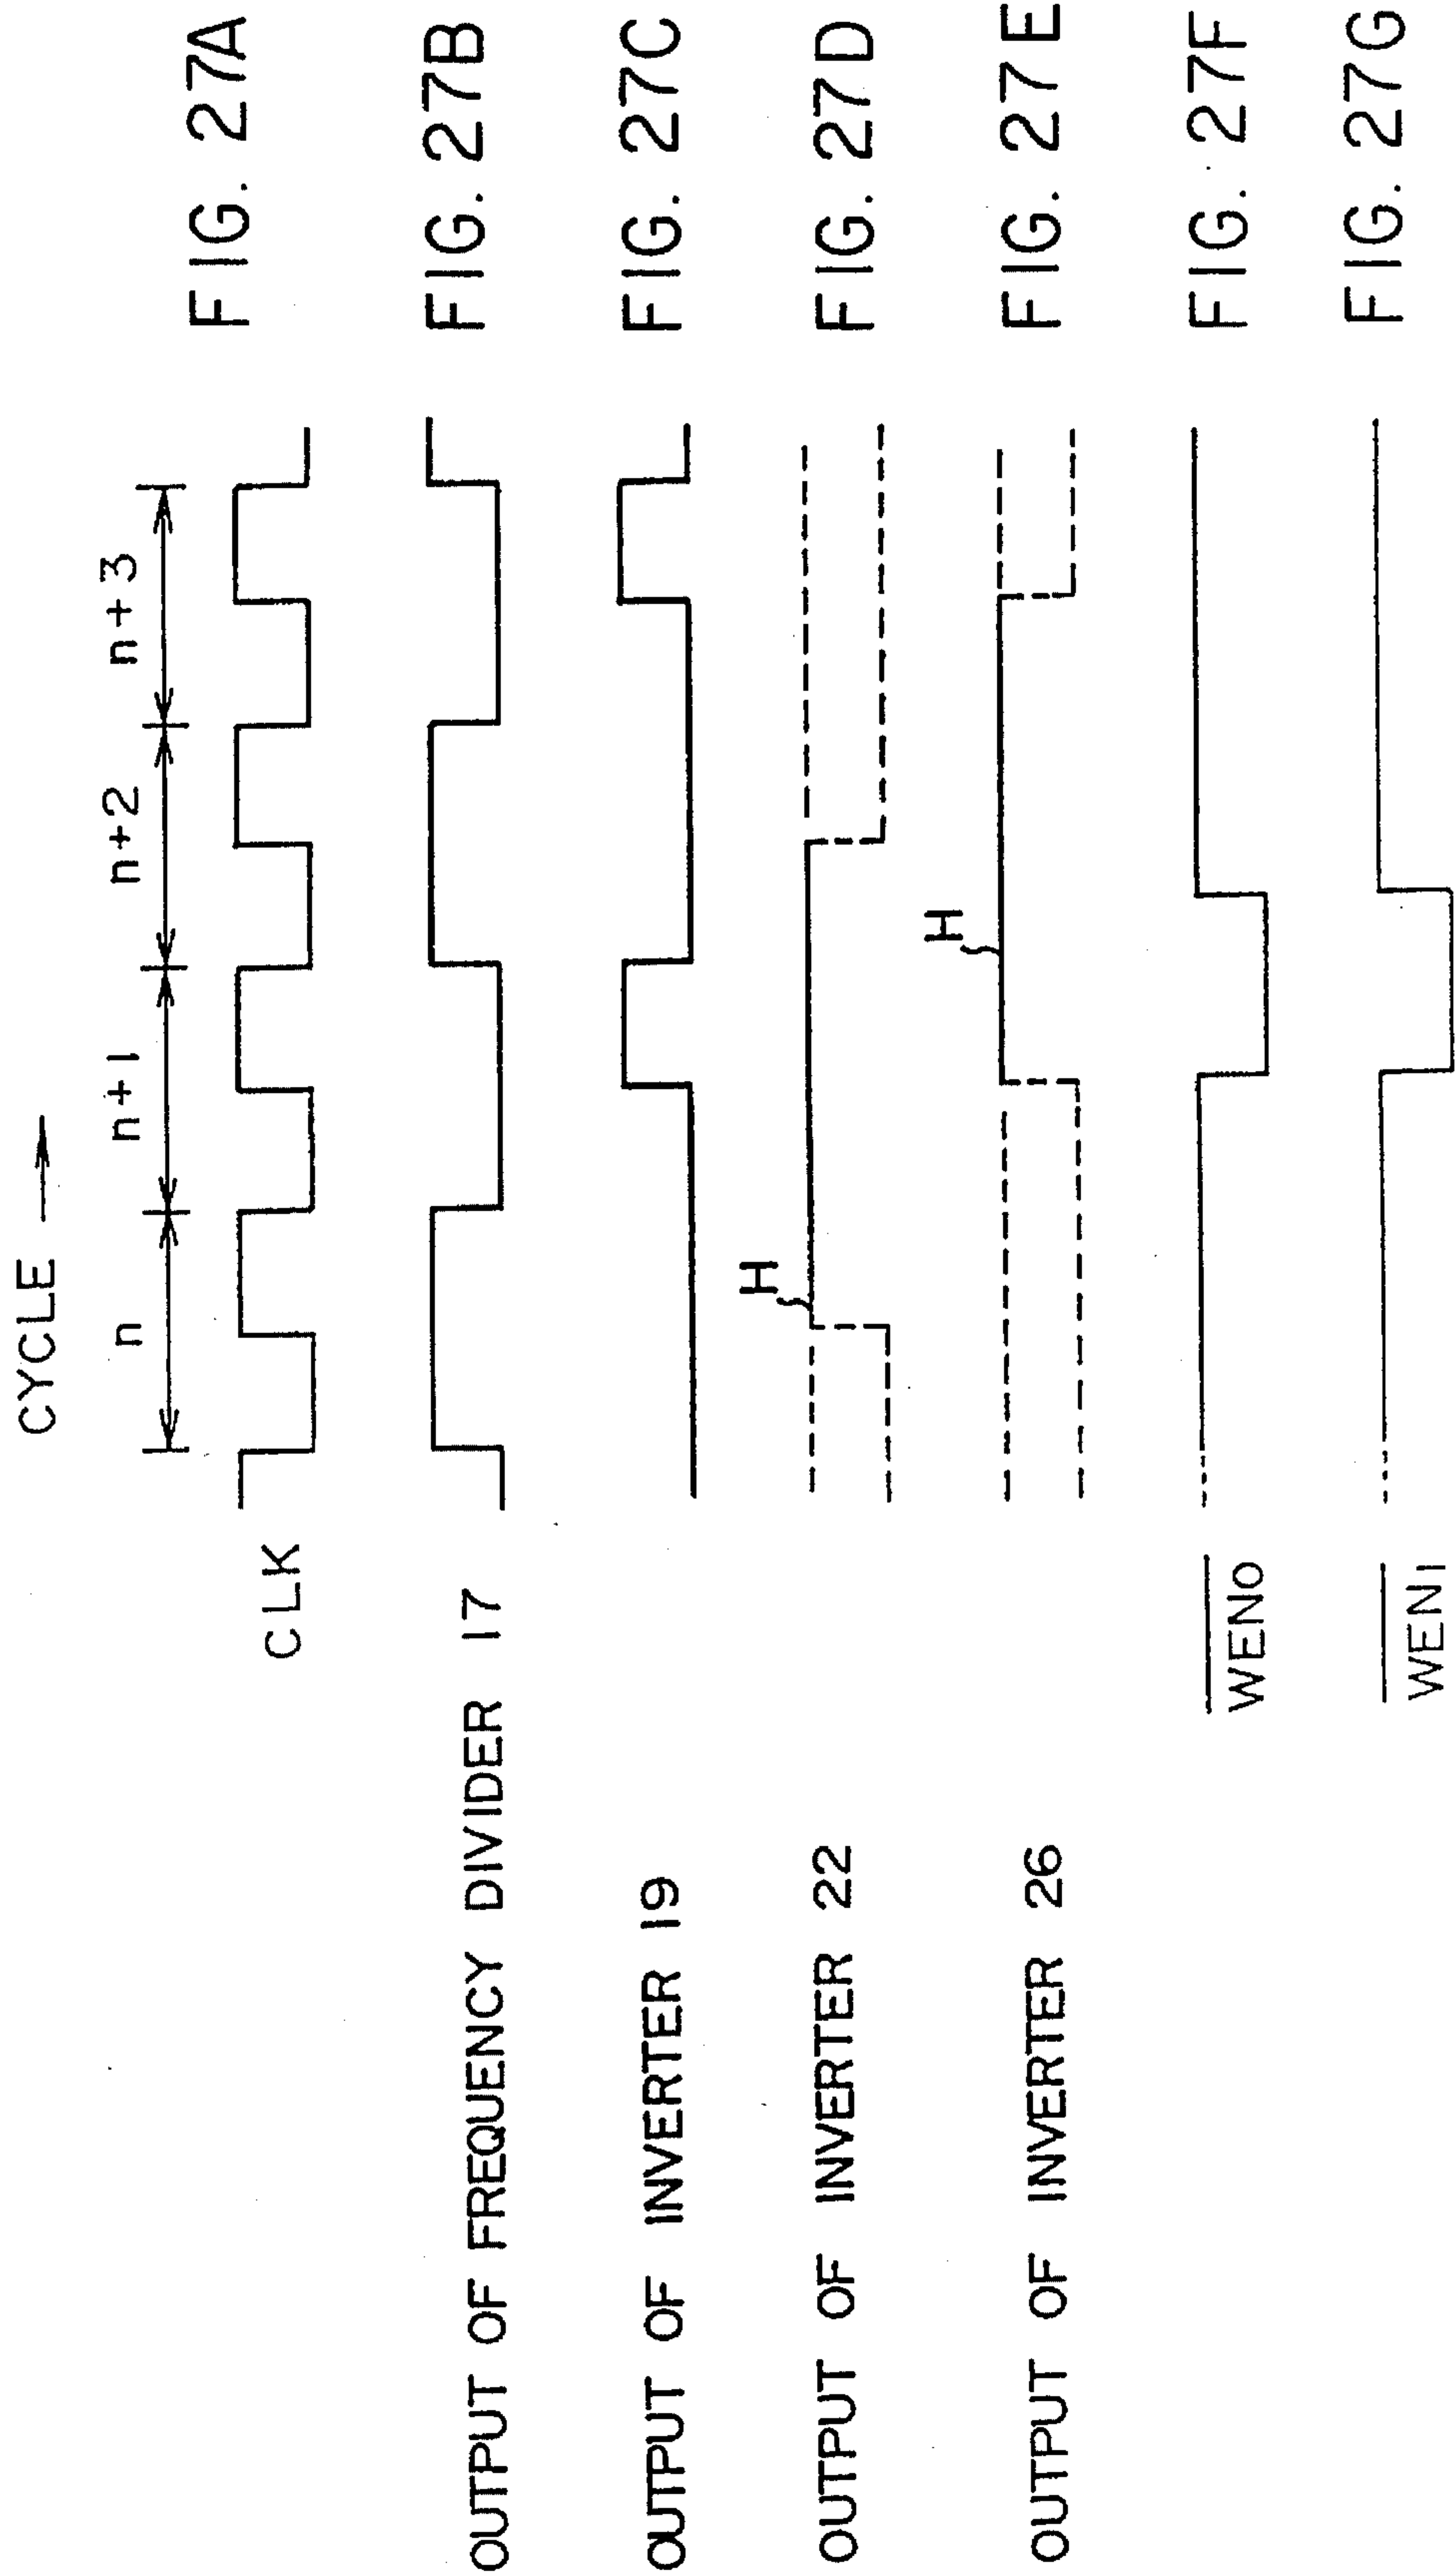 CYCLE →
n n+1 n+2 n+3
CLK FIG. 27A
OUTPUT OF FREQUENCY DIVIDER 17 FIG. 27B
OUTPUT OF INVERTER 19 FIG. 27C
H
OUTPUT OF INVERTER 22 FIG. 27D
H
OUTPUT OF INVERTER 26 FIG. 27E
WEN0 FIG. 27F
WEN1 FIG. 27G